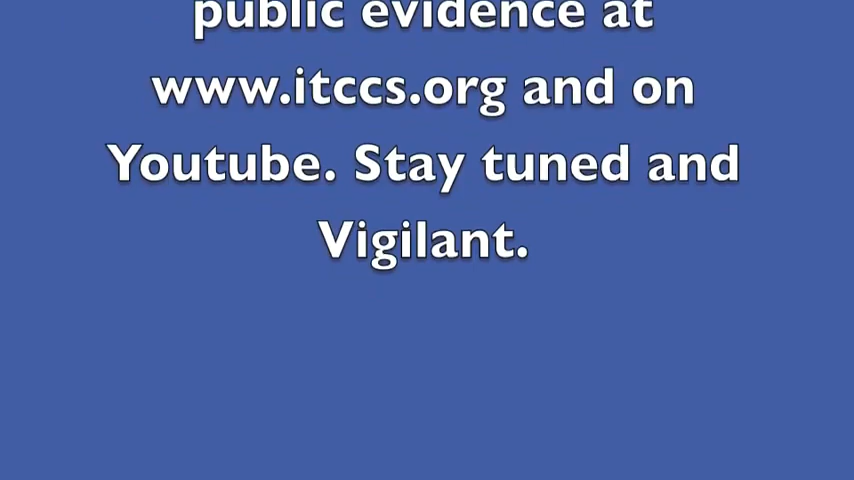 public evidence at
www.itccs.org and on
Youtube. Stay tuned and
Vigilant.